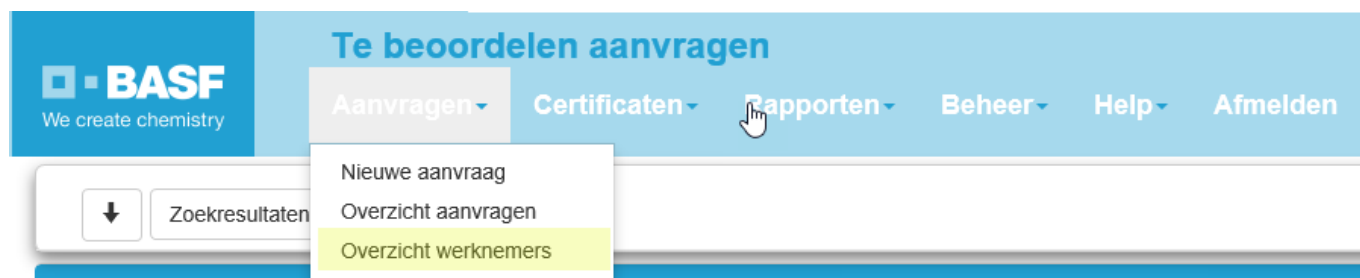 Te beoordelen aanvragen
BASF
We create chemistry
Aanvragen Certificaten Rapporten Beheer Help Afmelden
Nieuwe aanvraag
Zoekresultaten Overzicht aanvragen
Overzicht werknemers